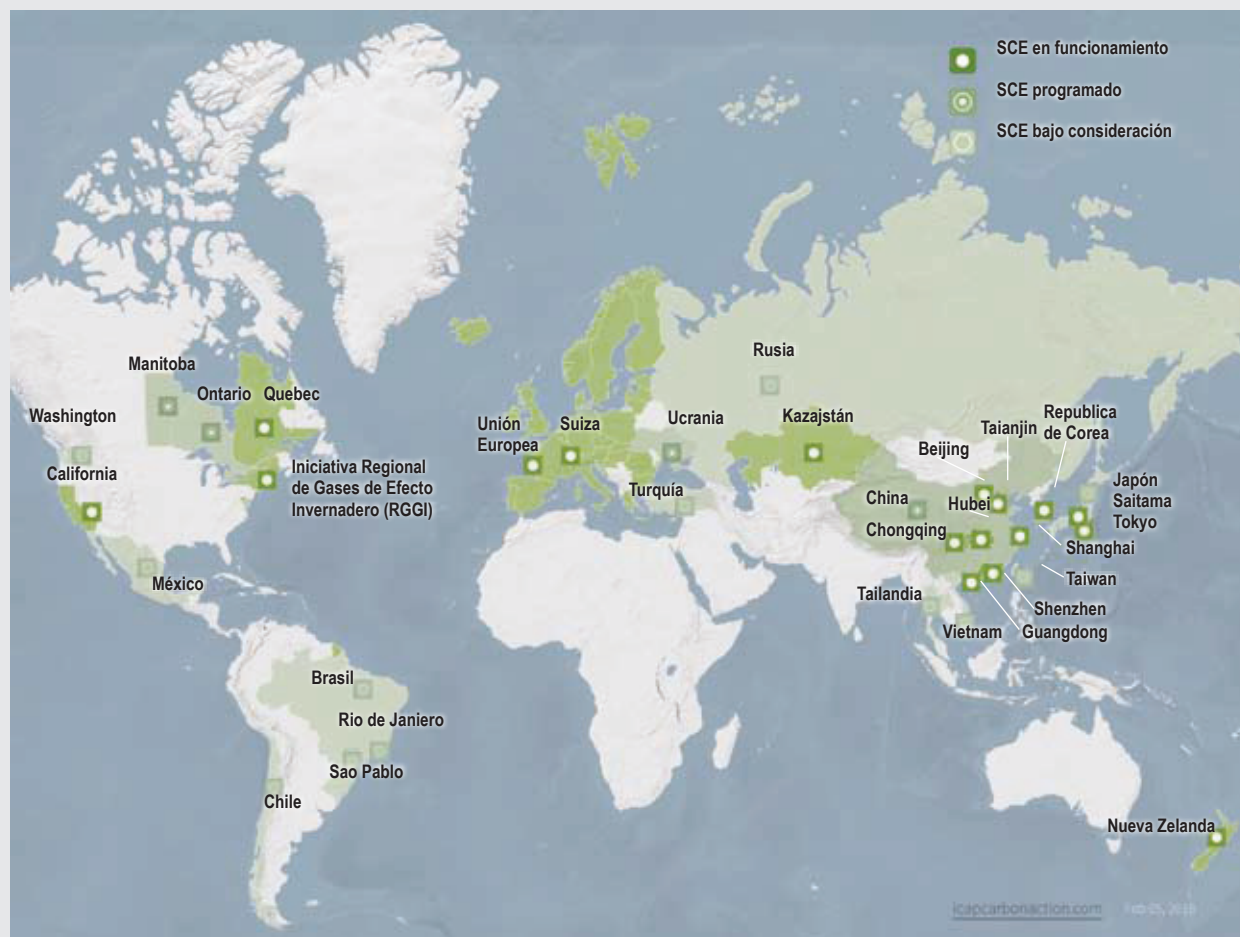 SCE en funcionamiento
SCE programado
SCE bajo consideración
Manitoba
Ontario
Quebec
Washington
California
Iniciativa Regional
de Gases de Efecto
Invernadero (RGGI)
México
Brasil
Rio de Janiero
Sao Pablo
Chile
Unión
Europea
Suiza
Ucrania
Turquía
Rusia
Kazajstán
Beijing
Taianjin
Republica
de Corea
China
Hubei
Chongqing
Japón
Saitama
Tokyo
Shanghai
Taiwan
Tailandia
Shenzhen
Vietnam
Guangdong
Nueva Zelanda
icapcarbonaction.com
Feb 05,